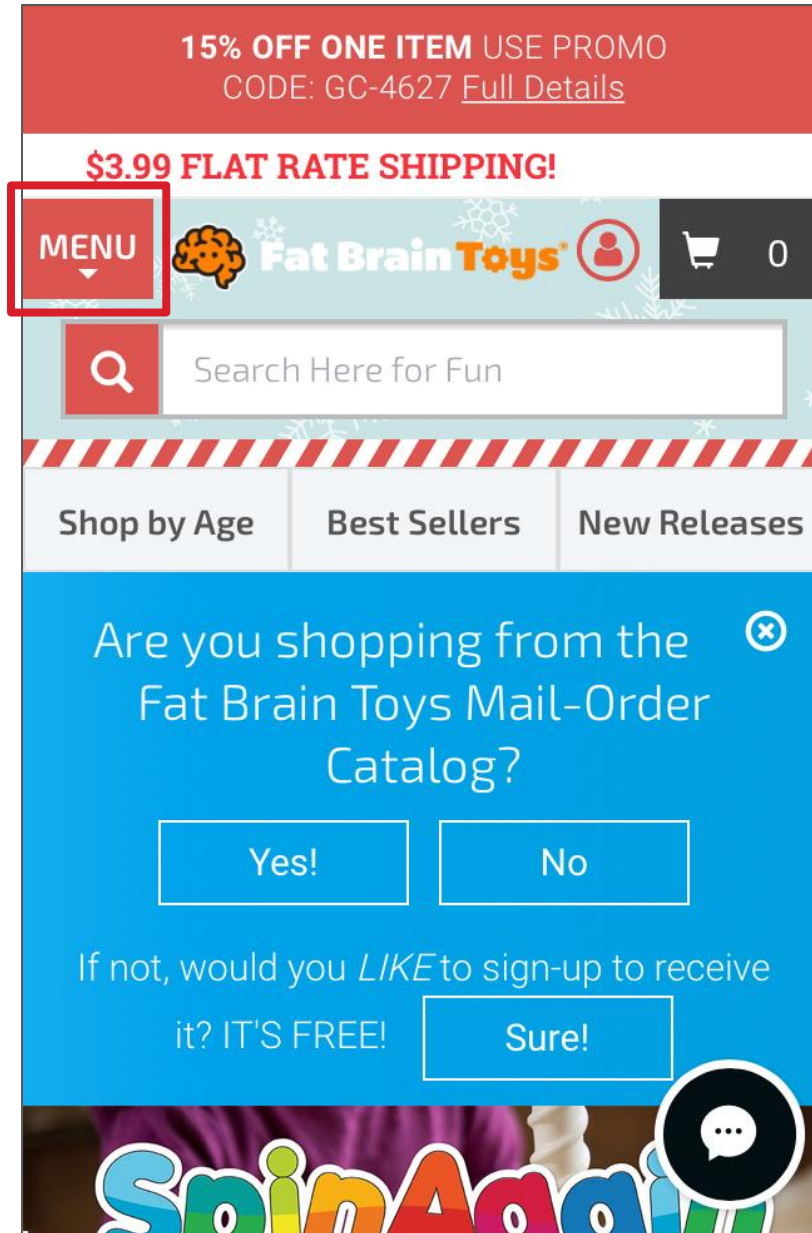 15% OFF ONE ITEM USE PROMO
CODE: GC-4627 Full Details
$3.99 FLAT RATE SHIPPING!
MENU
Fat Brain Toys®
0
Search Here for Fun
Shop by Age
Best Sellers
New Releases
Are you shopping from the
Fat Brain Toys Mail-Order
Catalog?
Yes!
No
If not, would you LIKE to sign-up to receive
it? IT'S FREE!
Sure!
SpinAgain